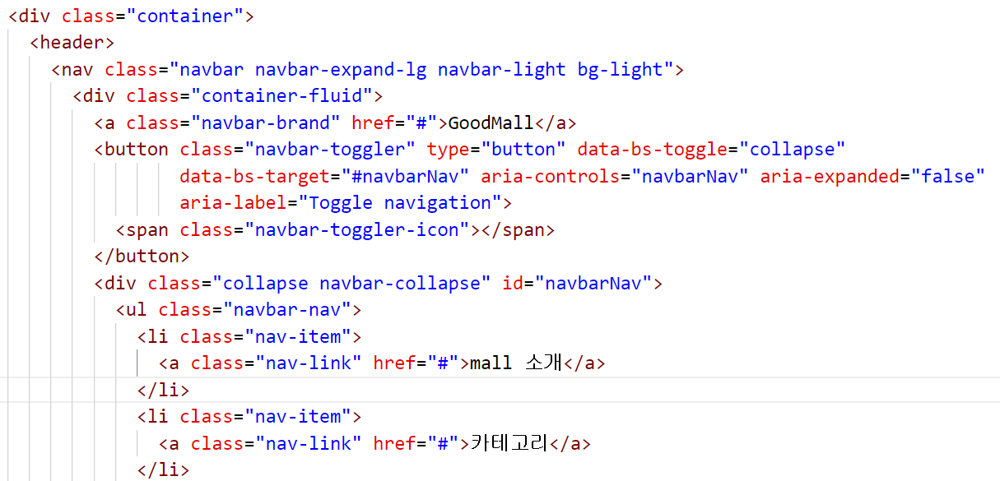 <div class="container">
<header>
<nav class="navbar navbar-expand-lg navbar-light bg-light">
<div class="container-fluid">
<a class="navbar-brand" href="#">GoodMall</a>
<button class="navbar-toggler" type="button" data-bs-toggle="collapse"
data-bs-target="#navbarNav" aria-controls="navbarNav" aria-expanded="false"
aria-label="Toggle navigation">
<span class="navbar-toggler-icon"></span>
</button>
<div class="collapse navbar-collapse" id="navbarNav">
<ul class="navbar-nav">
<li class="nav-item">
<a class="nav-link" href="#">mall 소개</a>
</li>
<li class="nav-item">
<a class="nav-link" href="#">카테고리</a>
</li>